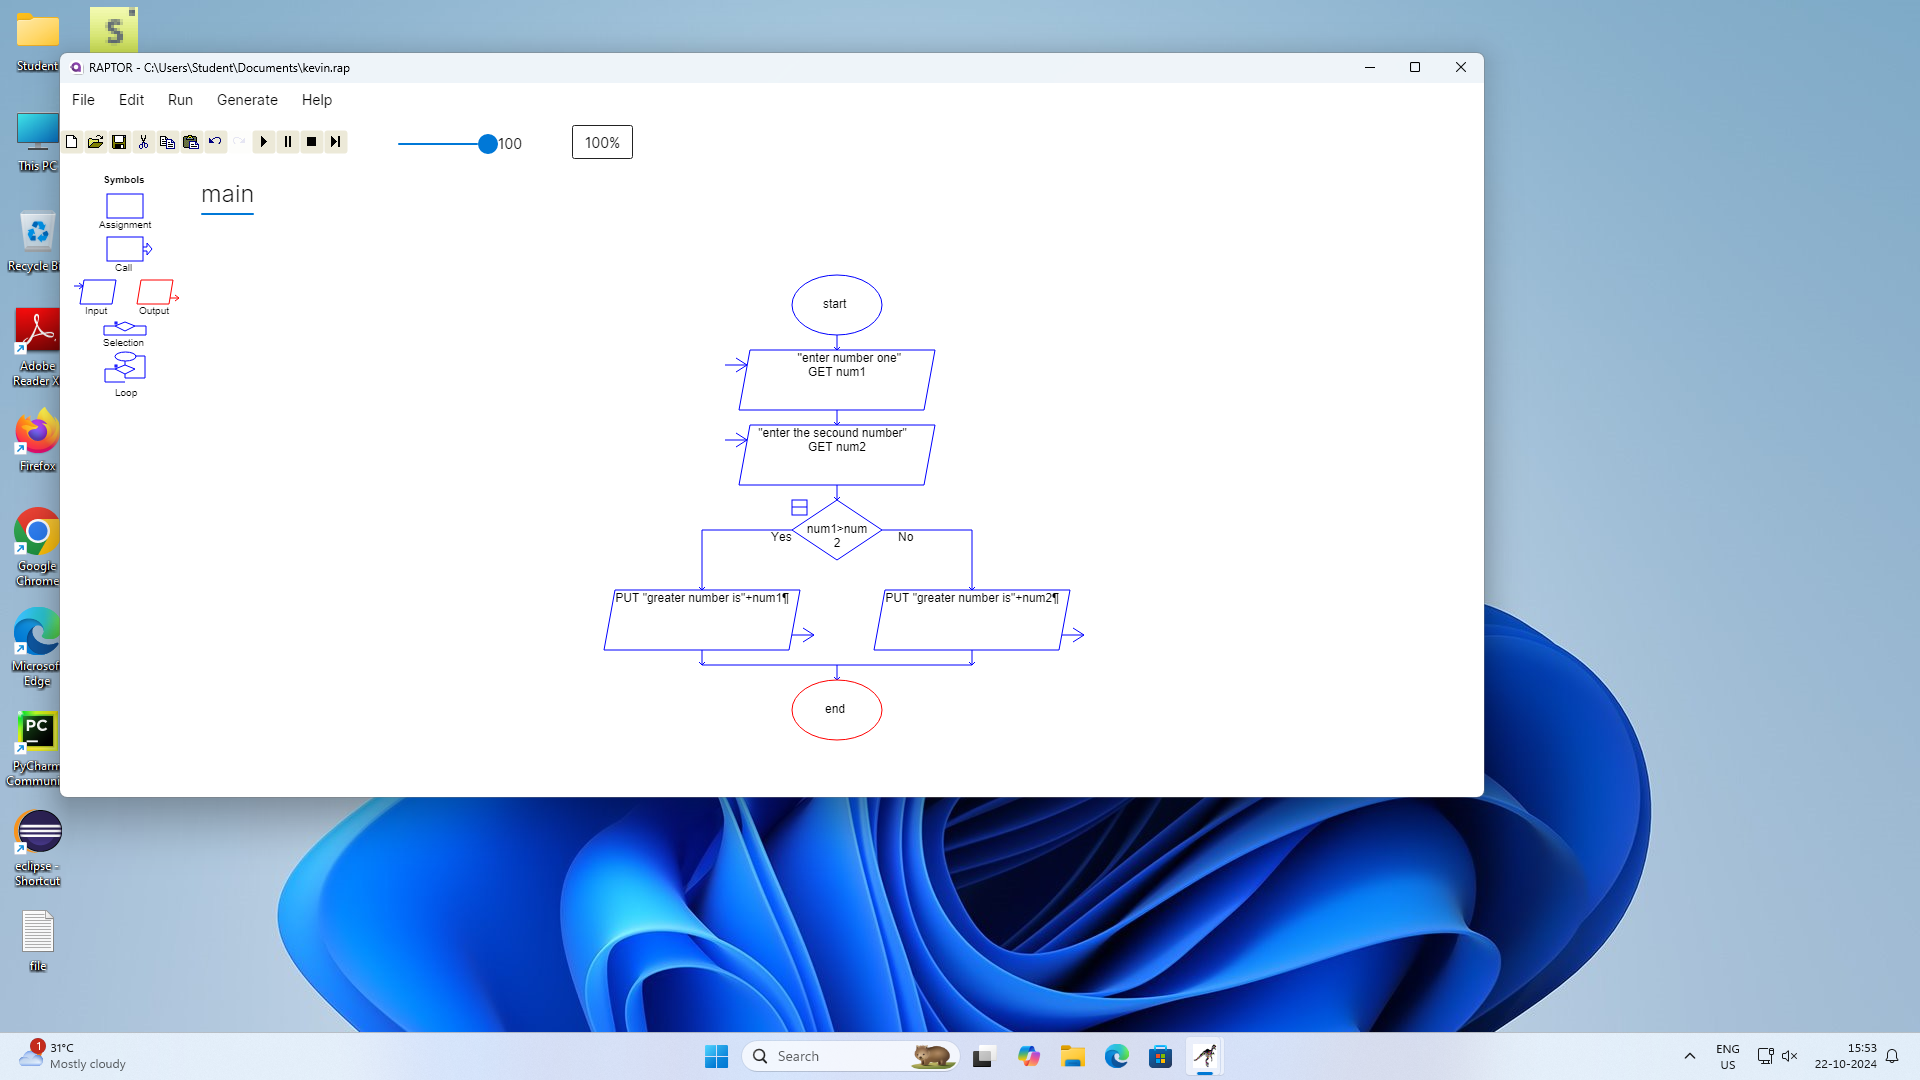 Student
This PC
Recycle Bi
Adobe
Reader X
Firefox
Google
Chrome
Microsof
Edge
PC
PyCharm
Communi
eclipse -
Shortcut
file
S
RAPTOR - C:\Users\Student\Documents\kevin.rap
File Edit Run Generate Help
100
100%
Symbols
Assignment
Call
Input Output
Selection
Loop
main
start
"enter number one"
GET num1
"enter the secound number"
GET num2
num1>num
2
Yes No
PUT "greater number is"+num1¶ PUT "greater number is"+num2¶
end
1
31°C
Mostly cloudy
Search
ENG
US
15:53
22-10-2024